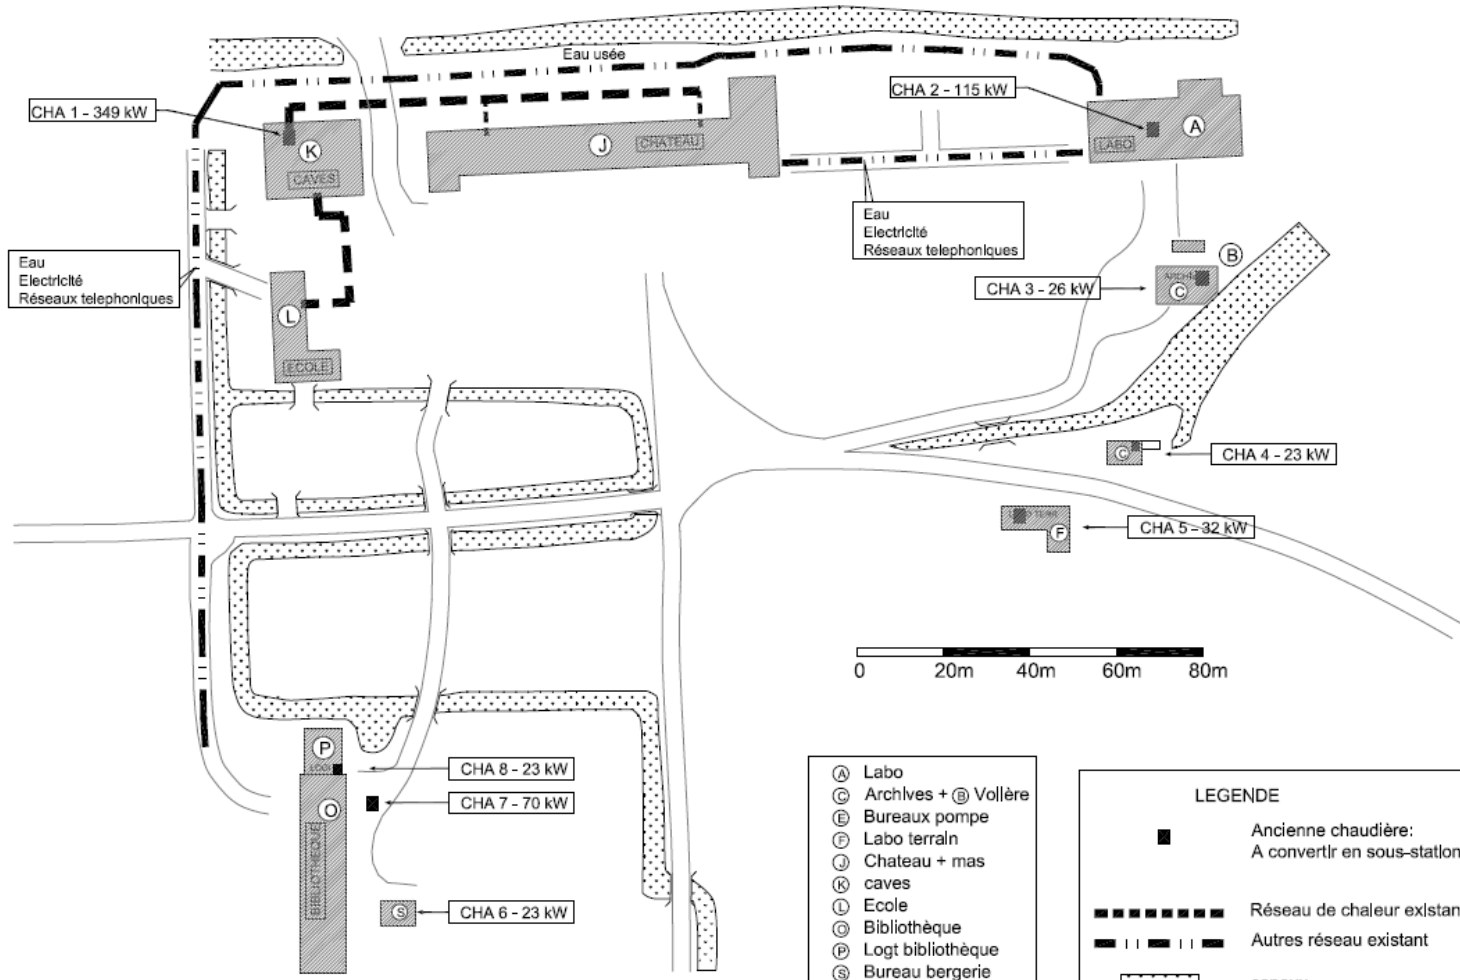 Eau usée
CHA 1 - 349 kW
CHA 2 - 115 kW
K
CAVES
J
CHATEAU
A
LABO
Eau
Electricité
Réseaux telephoniques
Eau
Electricité
Réseaux telephoniques
B
C
CHA 3 - 26 kW
L
ECOLE
C
CHA 4 - 23 kW
F
CHA 5 - 32 kW
0 20m 40m 60m 80m
P
CHA 8 - 23 kW
CHA 7 - 70 kW
O
BIBLIOTHEQUE
S
CHA 6 - 23 kW
A Labo
C Archives + B Vollère
E Bureaux pompe
F Labo terrain
J Chateau + mas
K caves
L Ecole
O Bibliothèque
P Logt bibliothèque
S Bureau bergerie
LEGENDE
Ancienne chaudière:
A convertir en sous-station
Réseau de chaleur existan
Autres réseau existant